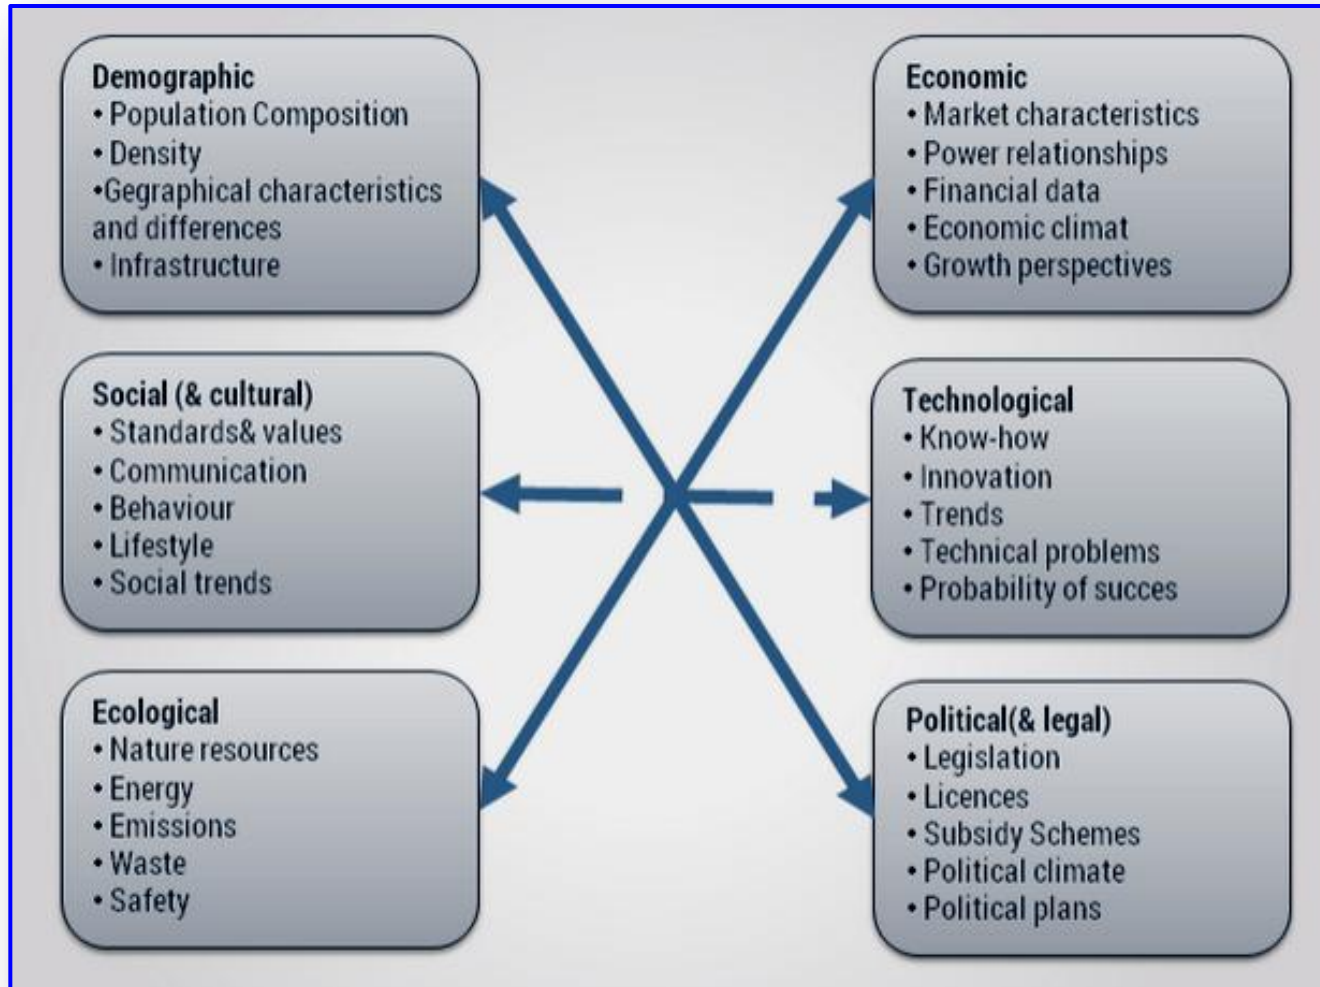 Demographic
• Population Composition
• Density
•Gegraphical characteristics
and differences
• Infrastructure
Social (& cultural)
• Standards& values
• Communication
• Behaviour
• Lifestyle
• Social trends
Ecological
• Nature resources
• Energy
• Emissions
• Waste
• Safety
Economic
• Market characteristics
• Power relationships
• Financial data
• Economic climat
• Growth perspectives
Technological
• Know-how
• Innovation
• Trends
• Technical problems
• Probability of succes
Political(& legal)
• Legislation
• Licences
• Subsidy Schemes
• Political climate
• Political plans